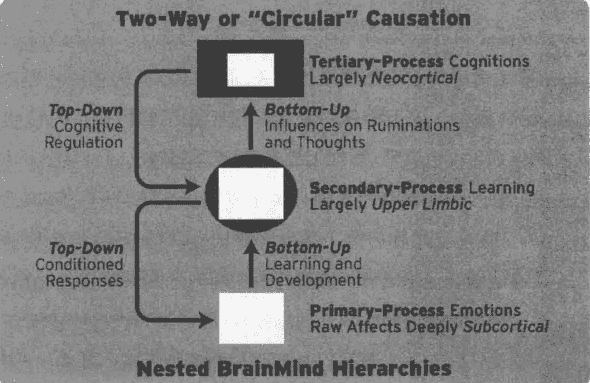 Two-Way or “Circular” Causation
Tertiary-Process Cognitions
Largely Neocortical
Top-Down
Cognitive
Regulation
Bottom-Up
Influences on Ruminations
and Thoughts
Secondary-Process Learning
Largely Upper Limbic
Top-Down
Conditioned
Responses
Bottom-Up
Learning and
Development
Primary-Process Emotions
Raw Affects Deeply Subcortical
Nested BrainMind Hierarchies